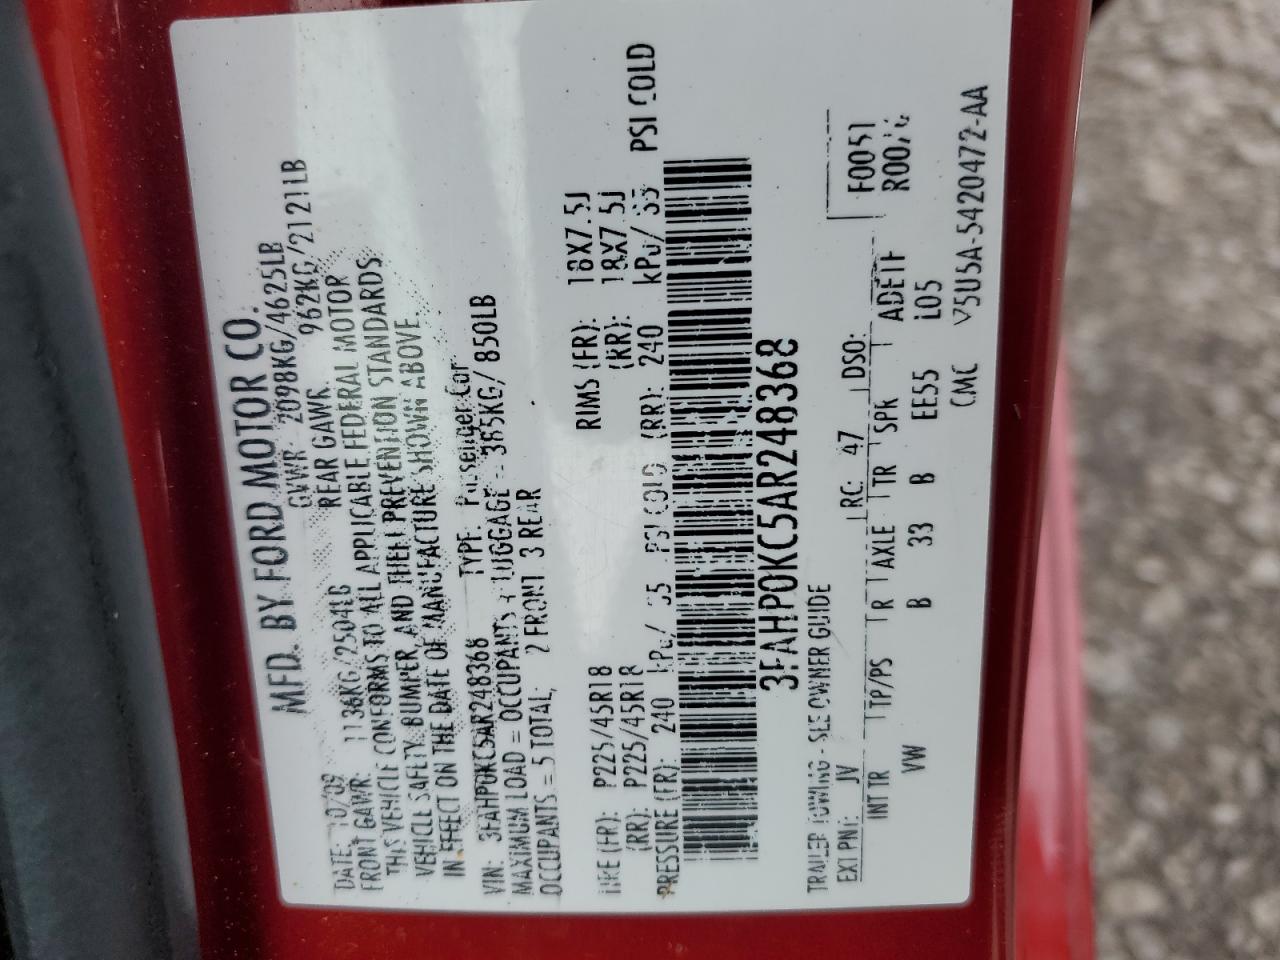 MFD. BY FORD MOTOR CO.
DATE: 10/09 GVWR: 2098KG/4625LB
FRONT GAWR: 1136KG/2504LB REAR GAWR: 962KG/2121LB
THIS VEHICLE CONFORMS TO ALL APPLICABLE FEDERAL MOTOR
VEHICLE SAFETY, BUMPER, AND THEFT PREVENTION STANDARDS
IN EFFECT ON THE DATE OF MANUFACTURE SHOWN ABOVE.
VIN: 3FAHP0KC5AR248368 TYPE: Passenger Car
MAXIMUM LOAD = OCCUPANTS + LUGGAGE = 385KG/ 850LB
OCCUPANTS = 5 TOTAL, 2 FRONT 3 REAR
TIRE (FR): P225/45R18 RIMS (FR): 18X7.5J
(RR): P225/45R18 (RR): 18X7.5J
PRESSURE (FR): 240 kPa/ 35 PSI COLD (RR): 240 kPa/ 35 PSI COLD
3FAHP0KC5AR248368
TRAILER TOWING - SEE OWNER GUIDE
EXT PNT: JV RC: 47 DSO: F0051
INT TR TP/PS R AXLE TR SPR ADE1F R0076
VW B 33 B EE55 L05
CMC V5U5A-5420472-AA